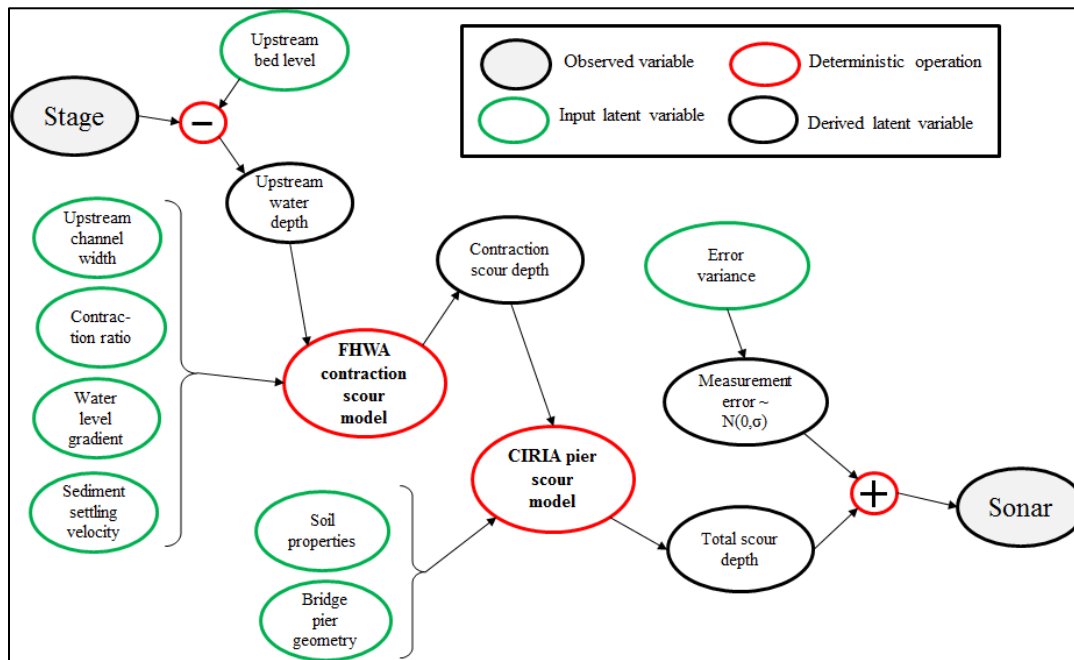 Upstream
bed level
Observed variable
Deterministic operation
Input latent variable
Derived latent variable
Stage
−
Upstream
water depth
Upstream
channel
width
Contrac-
tion ratio
Water
level
gradient
Sediment
settling
velocity
Contraction
scour depth
Error
variance
FHWA
contraction
scour
model
Measurement
error ~
N(0,σ)
CIRIA pier
scour
model
+
Sonar
Soil
properties
Total scour
depth
Bridge
pier
geometry